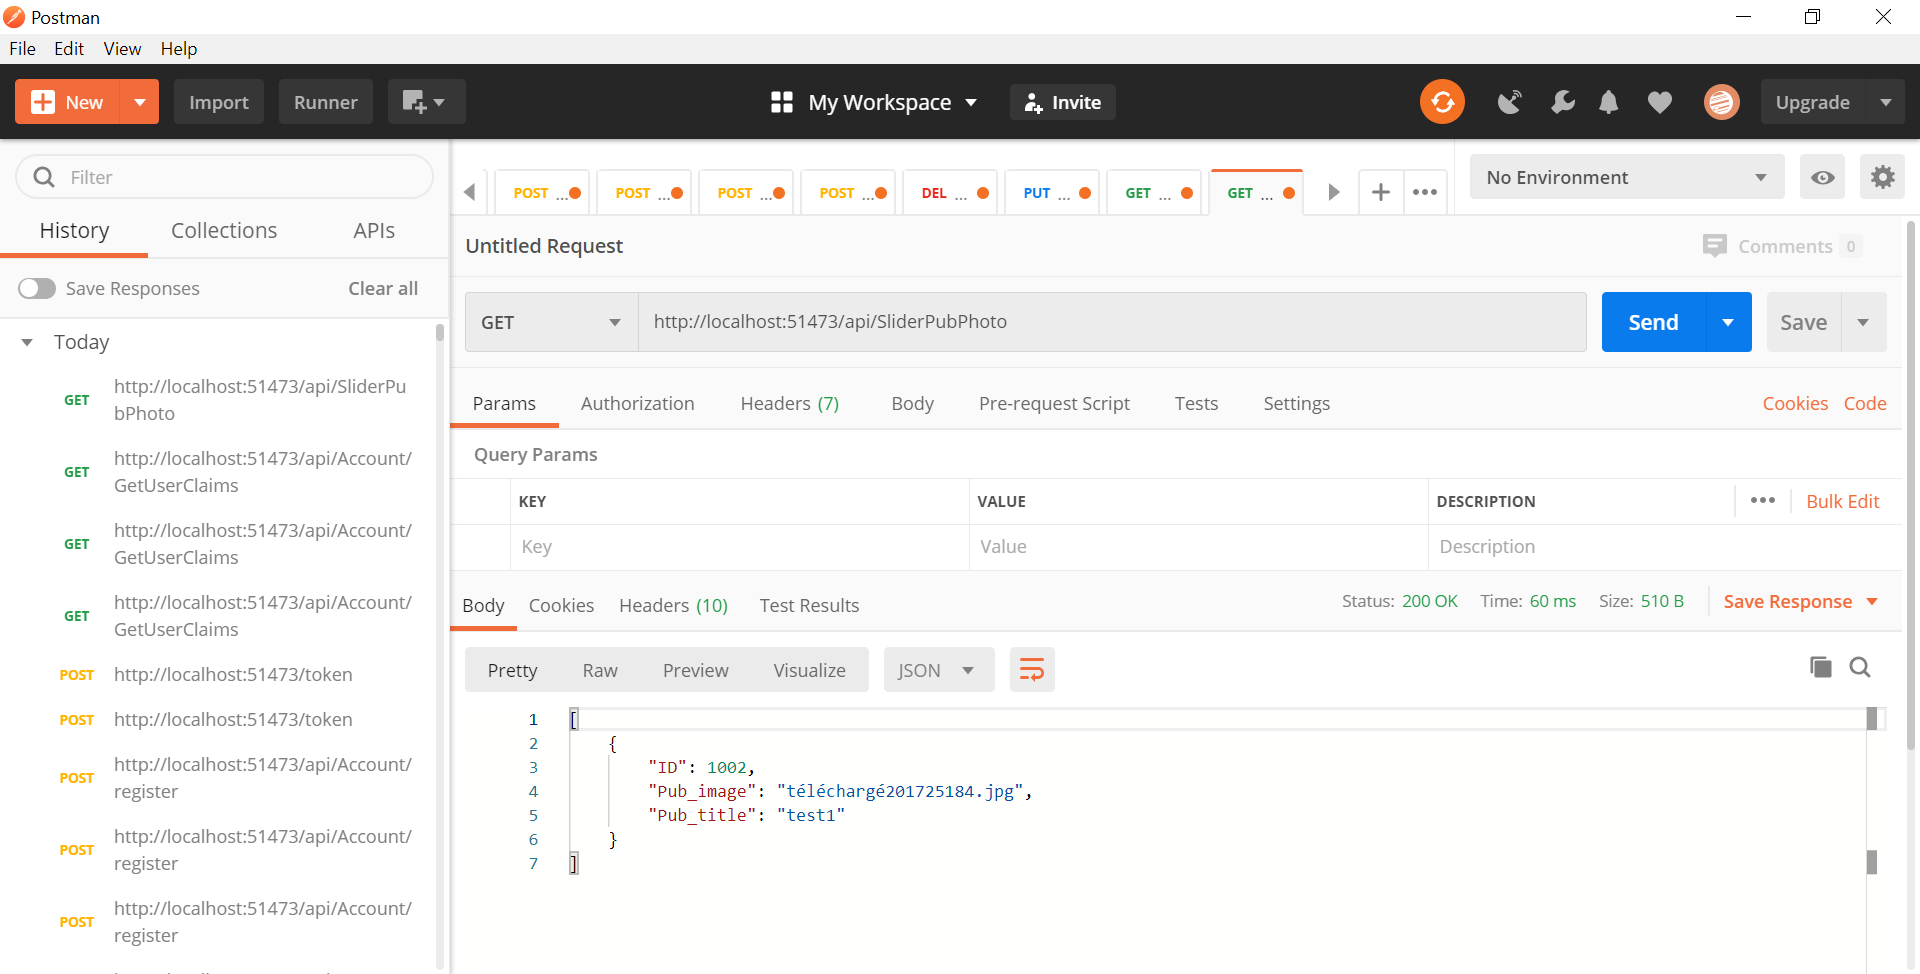 Postman
File Edit View Help
New Import Runner My Workspace Invite Upgrade
Filter
History Collections APIs
Save Responses Clear all
Today
GET http://localhost:51473/api/SliderPu
bPhoto
GET http://localhost:51473/api/Account/
GetUserClaims
GET http://localhost:51473/api/Account/
GetUserClaims
GET http://localhost:51473/api/Account/
GetUserClaims
POST http://localhost:51473/token
POST http://localhost:51473/token
POST http://localhost:51473/api/Account/
register
POST http://localhost:51473/api/Account/
register
POST http://localhost:51473/api/Account/
register
POST ... POST ... POST ... POST ... DEL ... PUT ... GET ... GET ...
No Environment
Untitled Request
Comments 0
GET http://localhost:51473/api/SliderPubPhoto Send Save
Params Authorization Headers (7) Body Pre-request Script Tests Settings Cookies Code
Query Params
KEY VALUE DESCRIPTION Bulk Edit
Key Value Description
Body Cookies Headers (10) Test Results Status: 200 OK Time: 60 ms Size: 510 B Save Response
Pretty Raw Preview Visualize JSON
1 [
2 {
3 "ID": 1002,
4 "Pub_image": "téléchargé201725184.jpg",
5 "Pub_title": "test1"
6 }
7 ]